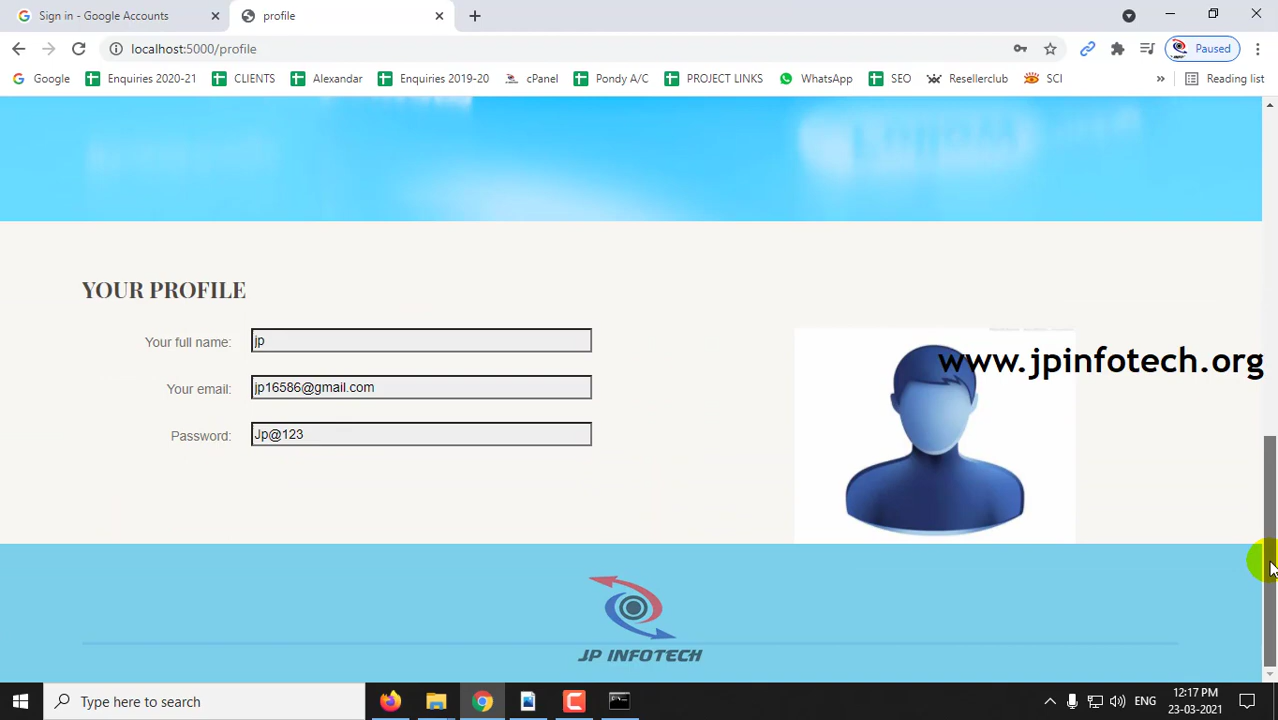 Sign in - Google Accounts
profile
localhost:5000/profile
Paused
Google
Enquiries 2020-21
CLIENTS
Alexandar
Enquiries 2019-20
cPanel
Pondy A/C
PROJECT LINKS
WhatsApp
SEO
Resellerclub
SCI
»
Reading list
YOUR PROFILE
Your full name: jp
www.jpinfotech.org
Your email: jp16586@gmail.com
Password: Jp@123
JP INFOTECH
Type here to search
ENG
12:17 PM
23-03-2021